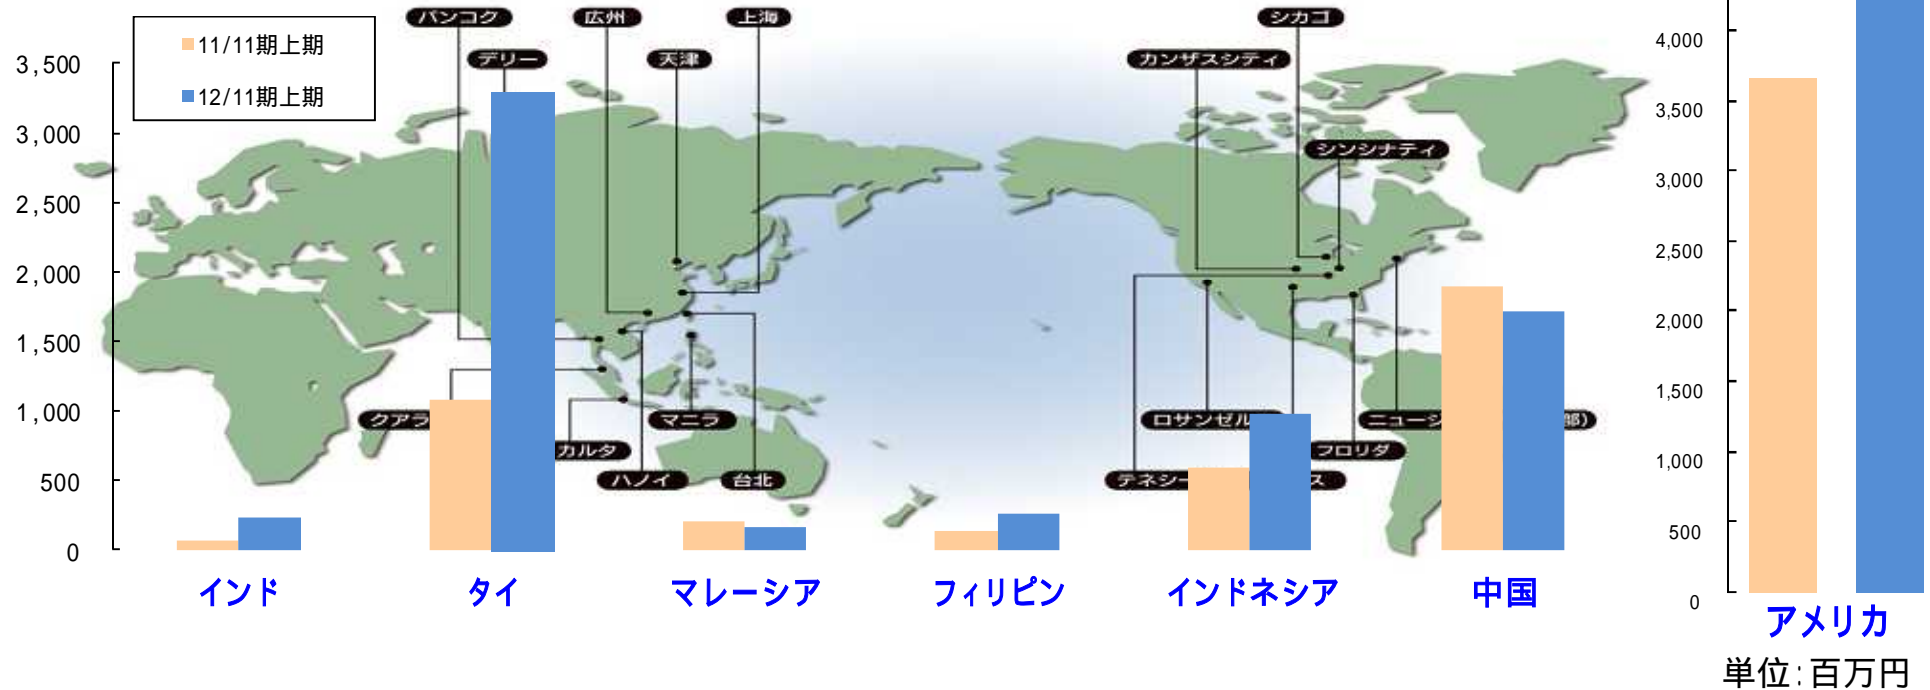 バンコク
広州
上海
シカゴ
11/11期上期
12/11期上期
デリー
天津
カンザスシティ
シンシナティ
3,500
3,000
2,500
2,000
1,500
1,000
500
0
4,000
3,500
3,000
2,500
2,000
1,500
1,000
500
0
クアラ
カルタ
マニラ
ハノイ
台北
ロサンゼル
ニューシ
部)
フロリダ
テネシー
ス
インド
タイ
マレーシア
フィリピン
インドネシア
中国
アメリカ
単位:百万円